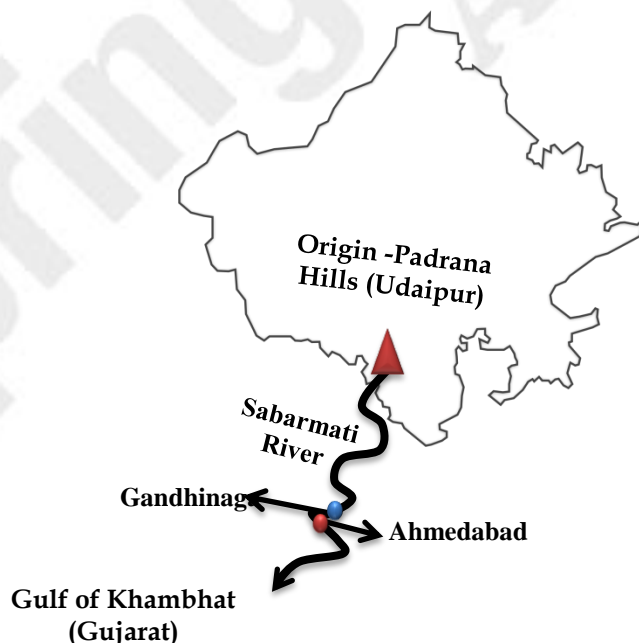 Origin -Padrana
Hills (Udaipur)
Sabarmati
River
Gandhinag
Ahmedabad
Gulf of Khambhat
(Gujarat)